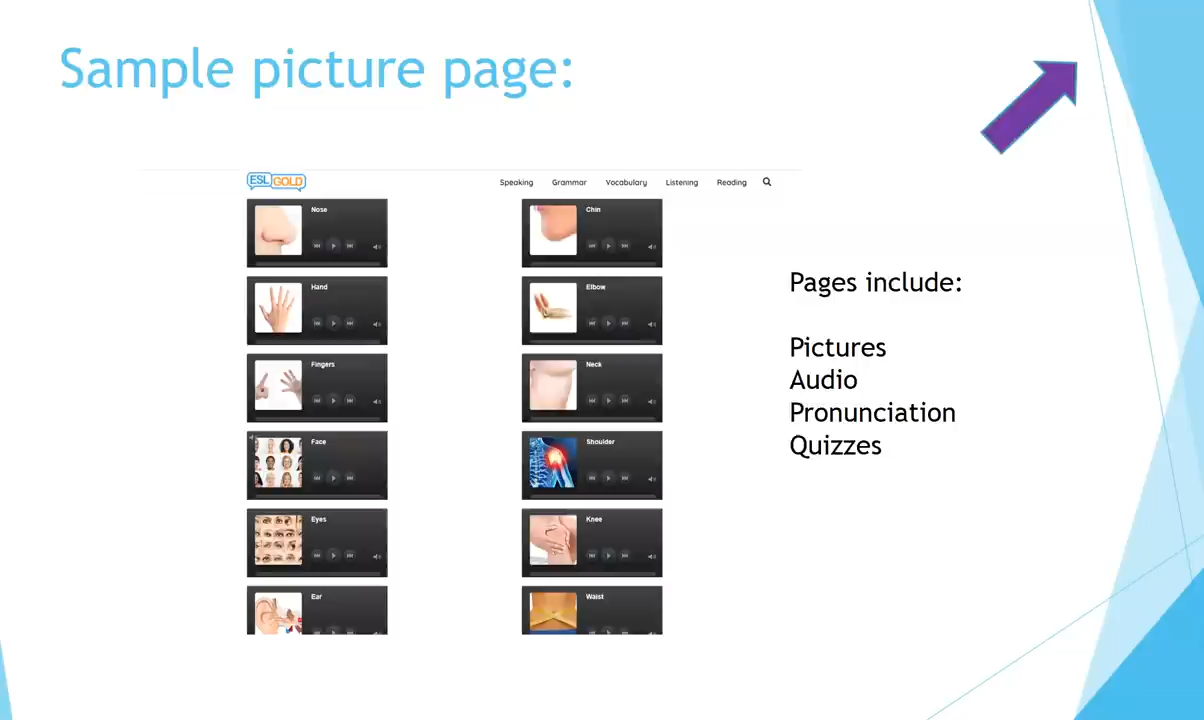 Sample picture page:
ESL GOLD
Speaking Grammar Vocabulary Listening Reading
Nose
Chin
Hand
Elbow
Fingers
Neck
Face
Shoulder
Eyes
Knee
Ear
Waist
Pages include:
Pictures
Audio
Pronunciation
Quizzes